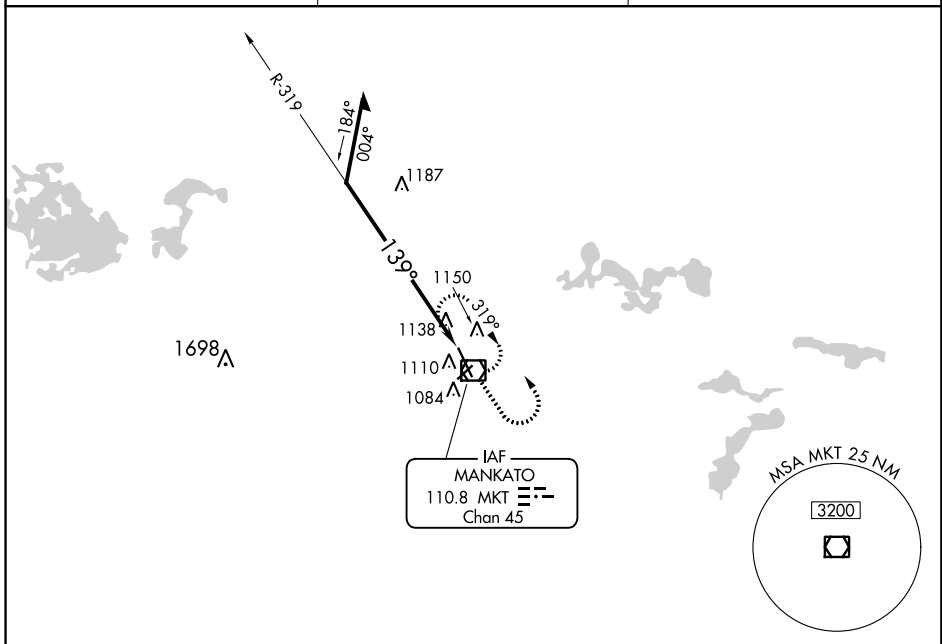 R-319
184°
004°
1187
139°
1150
319°
1138
1698
1110
1084
IAF
MANKATO
110.8 MKT
Chan 45
MSA MKT 25 NM
3200